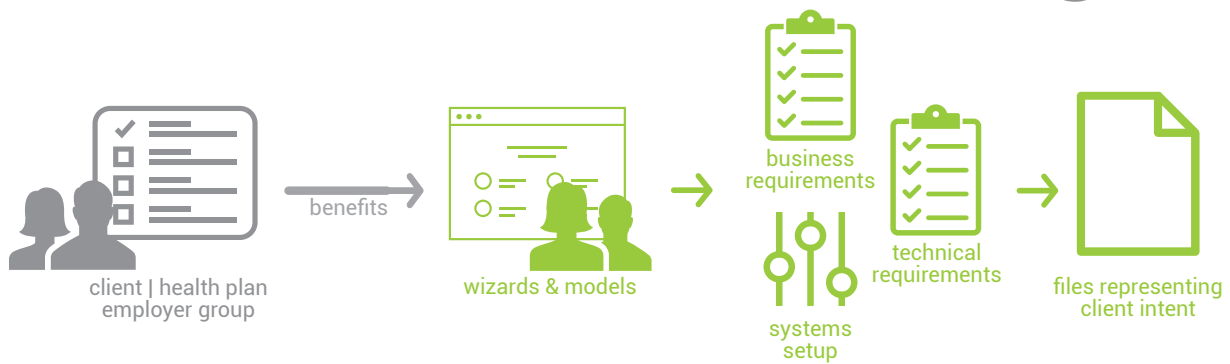 client | health plan
employer group
benefits
wizards & models
business
requirements
systems
setup
technical
requirements
files representing
client intent